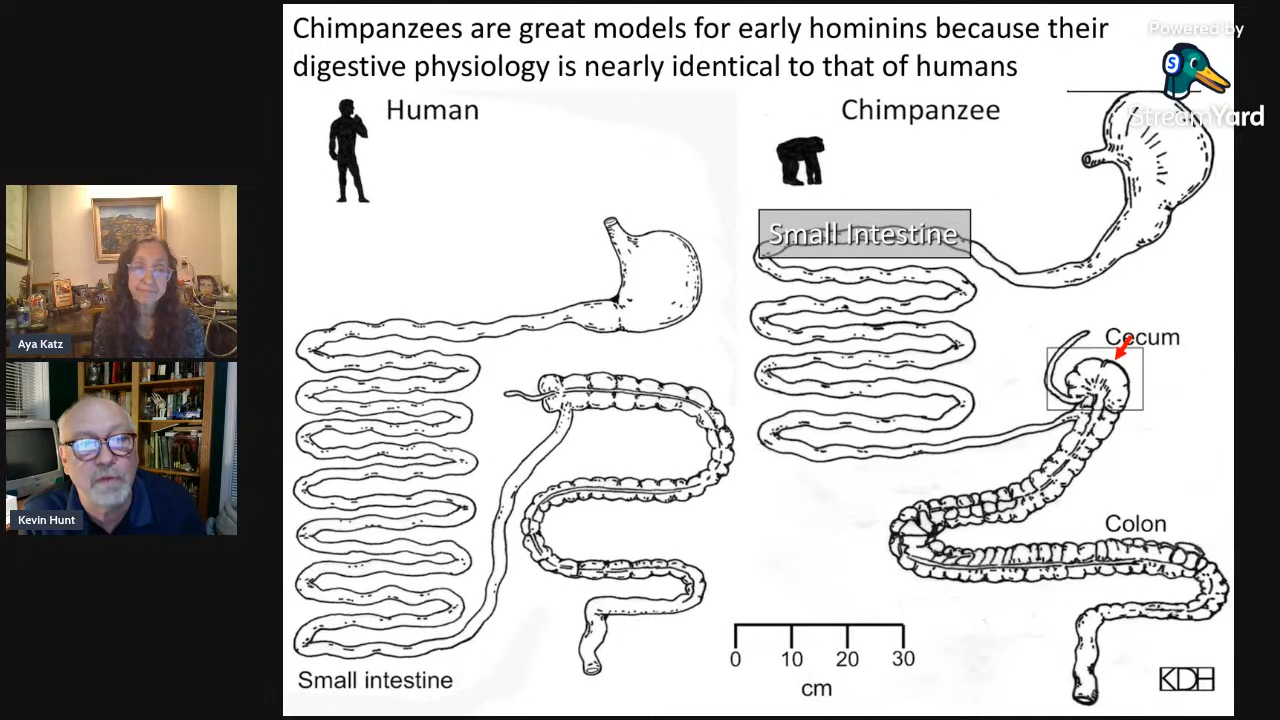 Chimpanzees are great models for early hominins because their
digestive physiology is nearly identical to that of humans
Powered by
S
StreamYard
Human
Chimpanzee
Small Intestine
Cecum
Aya Katz
Kevin Hunt
Colon
0 10 20 30
cm
Small intestine
KDH